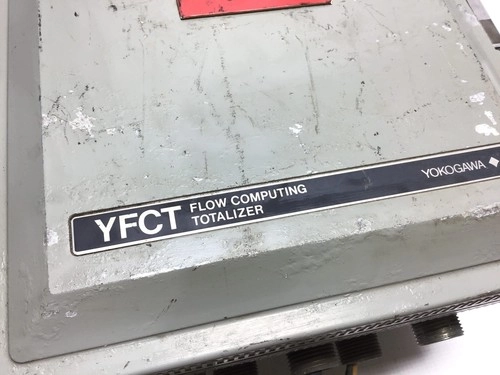 YFCT
FLOW COMPUTING
TOTALIZER
YOKOGAWA